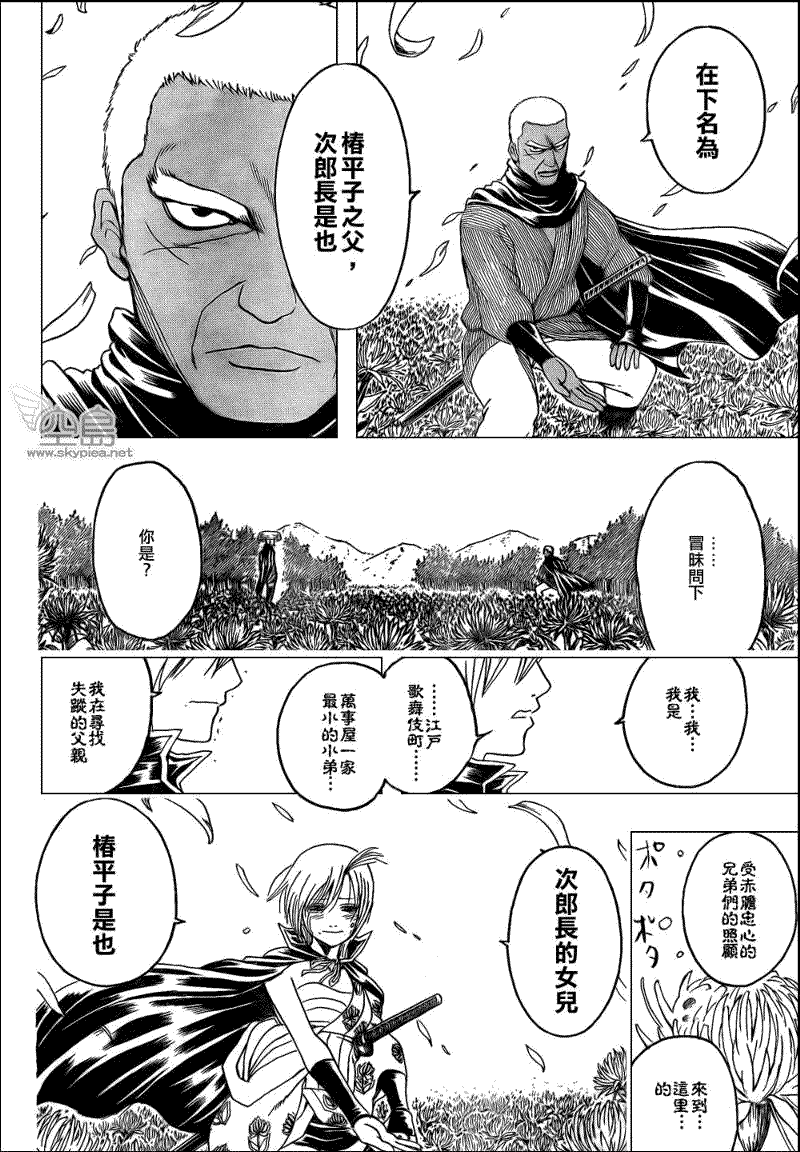 在下名為
椿平子之父，
次郎長是也
空島
www.skypiea.net
……
冒昧問下
你是？
我…我…
我是
……江戶
歌舞伎町…
萬事屋一家
最小的小弟…
我在尋找
失蹤的父親
受赤膽忠心的
兄弟們的照顧
ポタ
ポタ
來到…
這里…
的
次郎長的女兒
椿平子是也